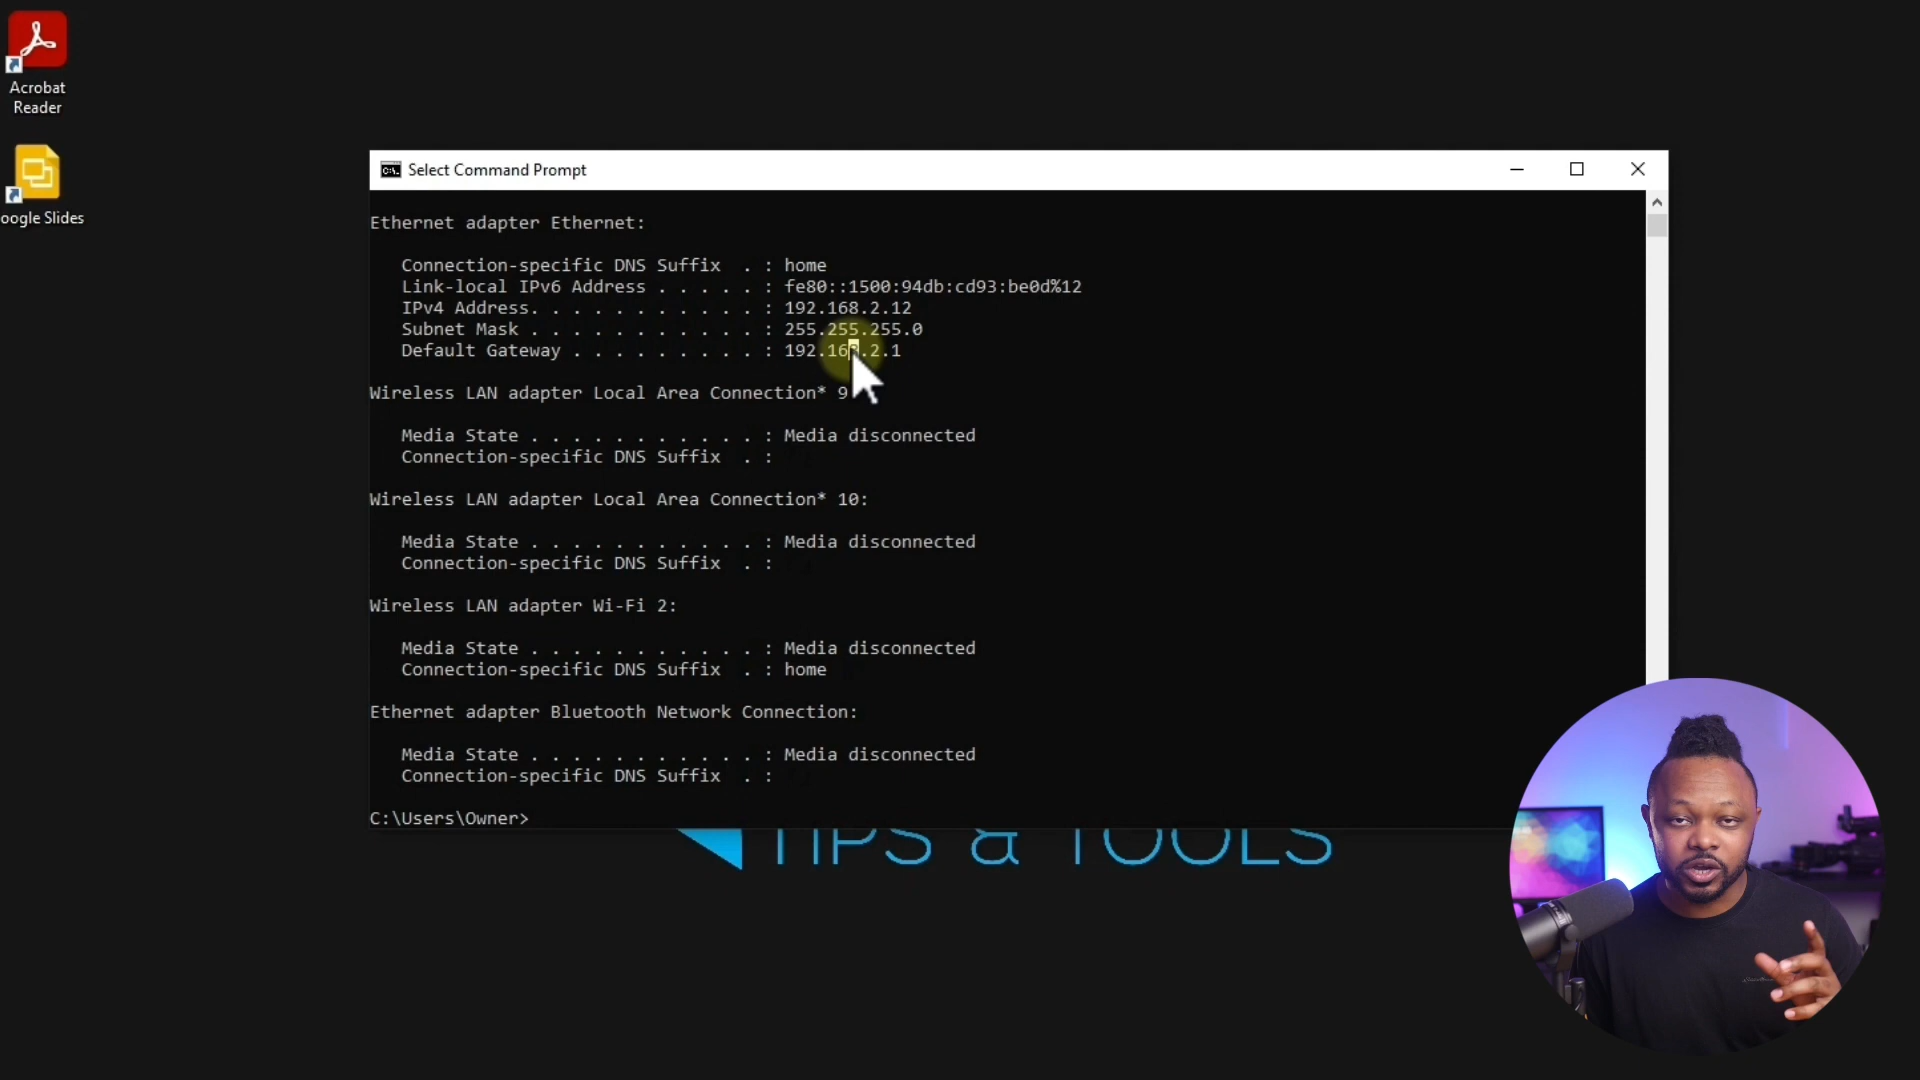 Acrobat
Reader
oogle Slides
Select Command Prompt
Ethernet adapter Ethernet:
Connection-specific DNS Suffix . : home
Link-local IPv6 Address . . . . . : fe80::1500:94db:cd93:be0d%12
IPv4 Address. . . . . . . . . . . : 192.168.2.12
Subnet Mask . . . . . . . . . . . : 255.255.255.0
Default Gateway . . . . . . . . . : 192.168.2.1
Wireless LAN adapter Local Area Connection* 9
Media State . . . . . . . . . . . : Media disconnected
Connection-specific DNS Suffix . :
Wireless LAN adapter Local Area Connection* 10:
Media State . . . . . . . . . . . : Media disconnected
Connection-specific DNS Suffix . :
Wireless LAN adapter Wi-Fi 2:
Media State . . . . . . . . . . . : Media disconnected
Connection-specific DNS Suffix . : home
Ethernet adapter Bluetooth Network Connection:
Media State . . . . . . . . . . . : Media disconnected
Connection-specific DNS Suffix . :
C:\Users\Owner>
TIPS & TOOLS